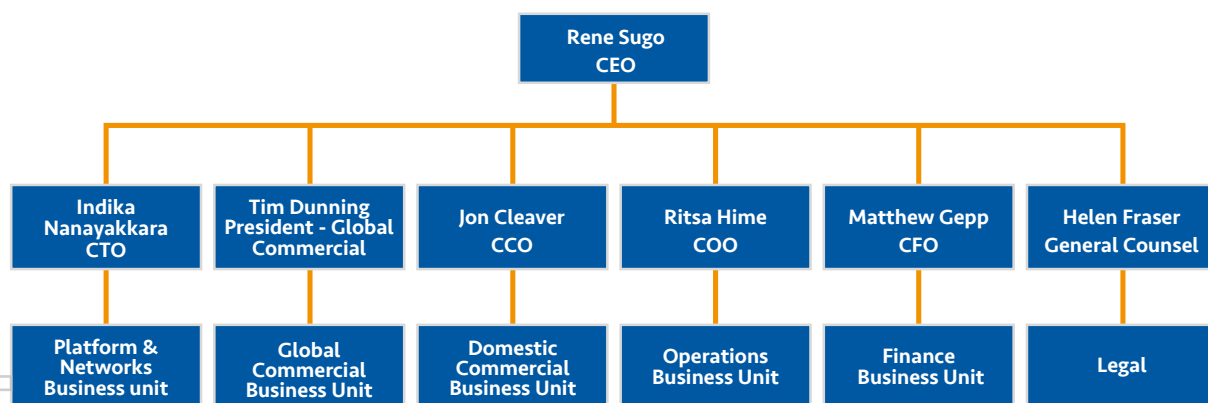 Rene Sugo
CEO
Indika
Nanayakkara
CTO
Tim Dunning
President - Global
Commercial
Jon Cleaver
CCO
Ritsa Hime
COO
Matthew Gepp
CFO
Helen Fraser
General Counsel
Platform &
Networks
Business unit
Global
Commercial
Business Unit
Domestic
Commercial
Business Unit
Operations
Business Unit
Finance
Business Unit
Legal